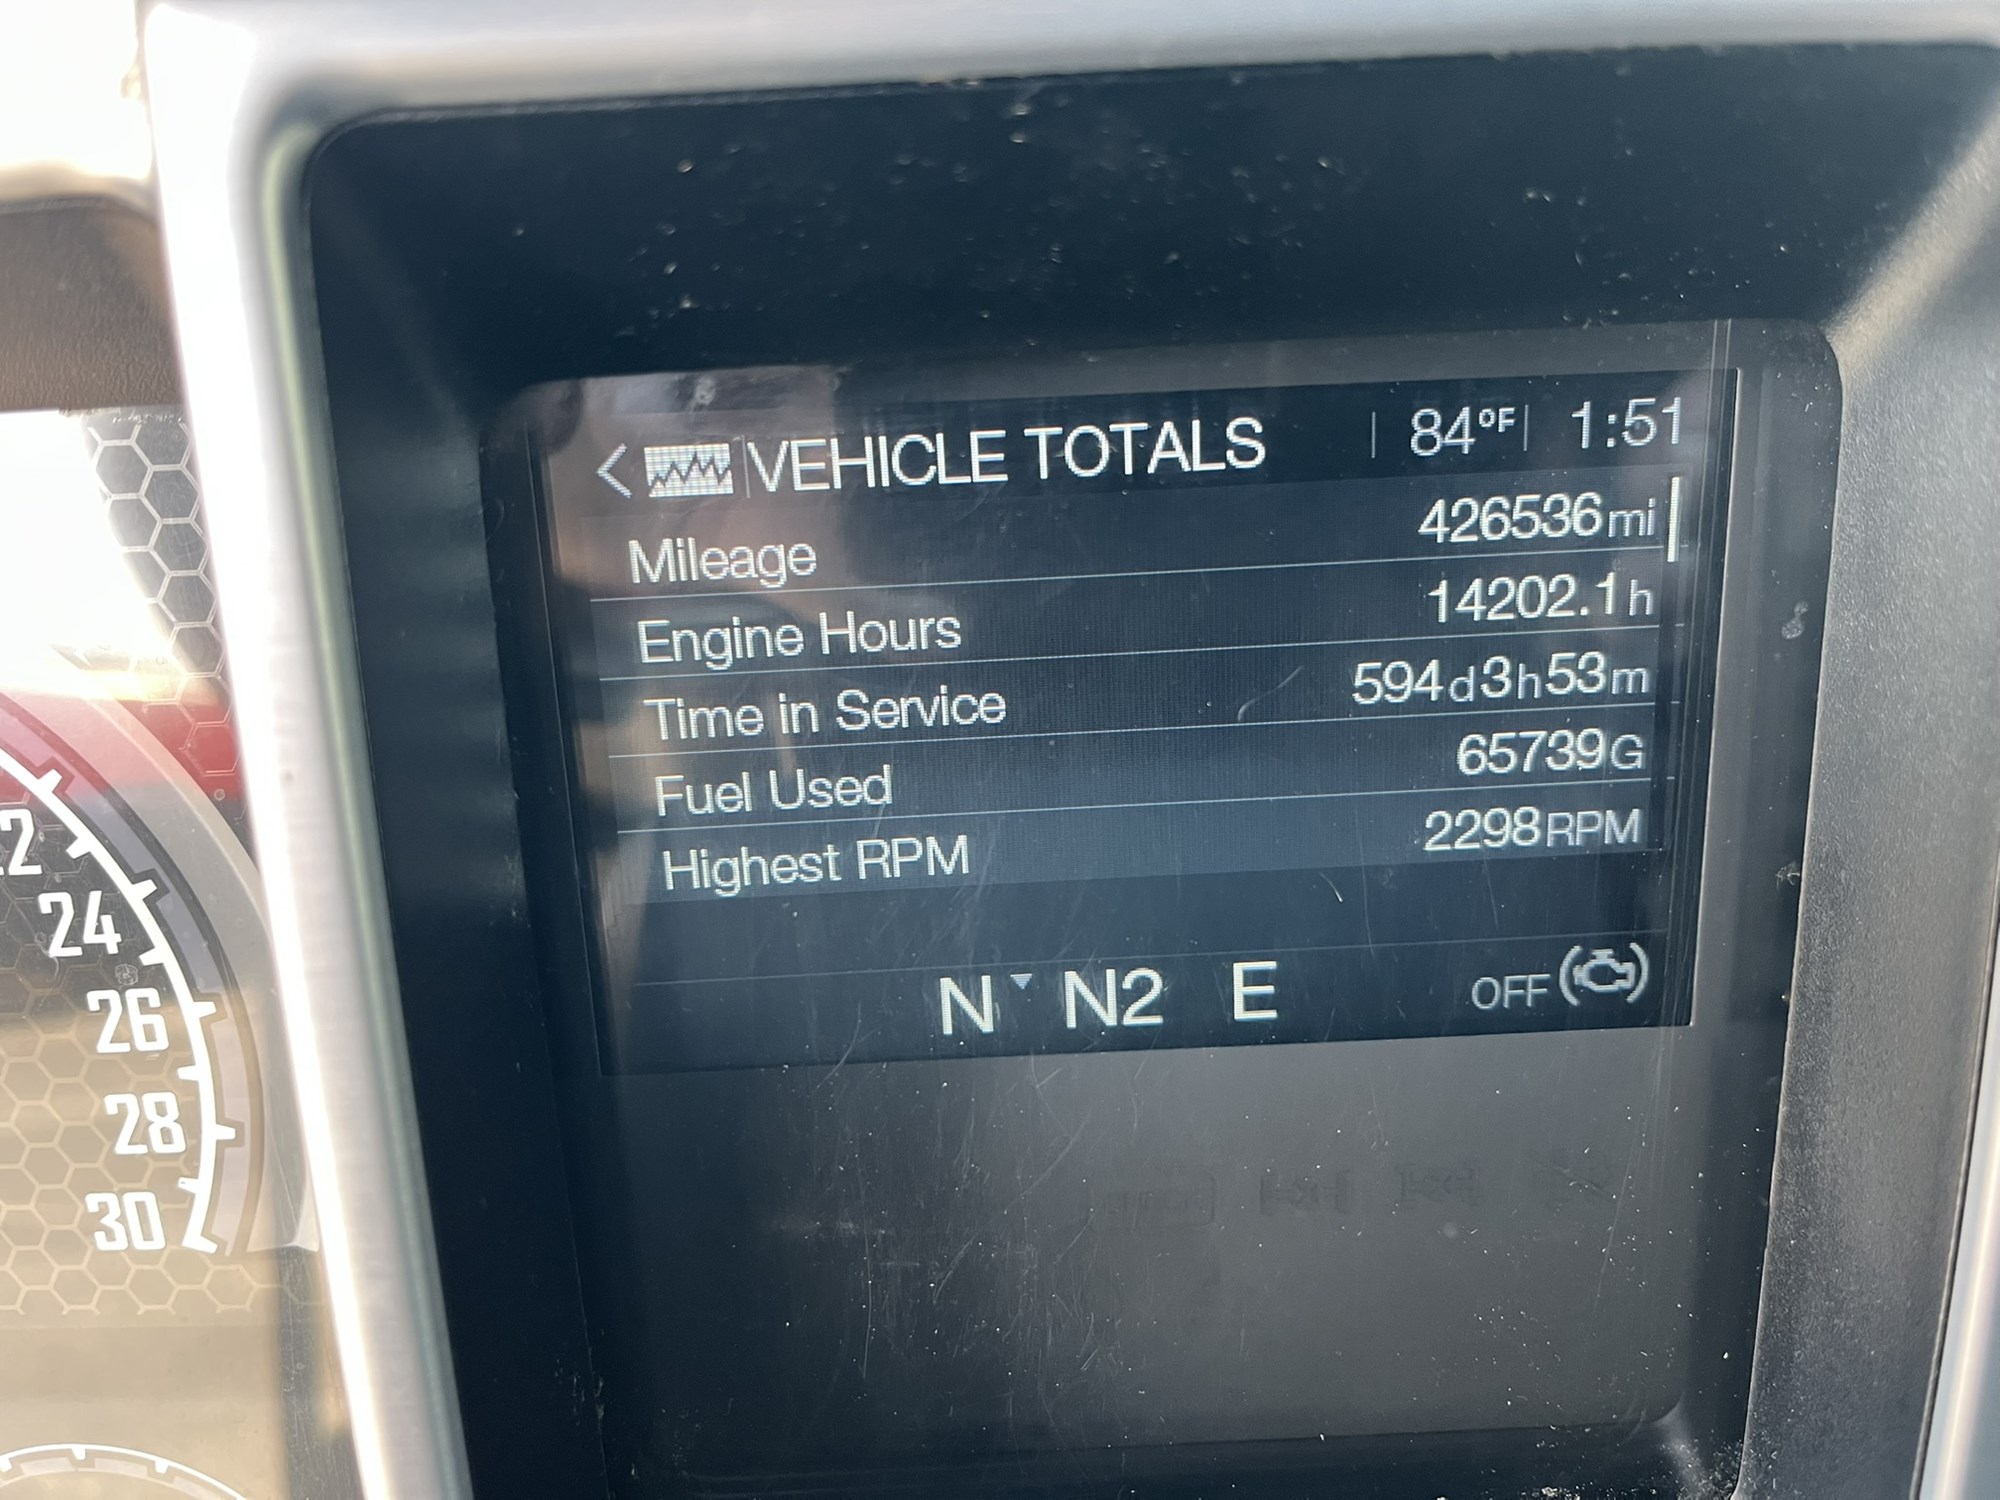 VEHICLE TOTALS 84°F 1:51
Mileage 426536mi
Engine Hours 14202.1h
Time in Service 594d3h53m
Fuel Used 65739G
Highest RPM 2298RPM
N N2 E OFF
24
26
28
30